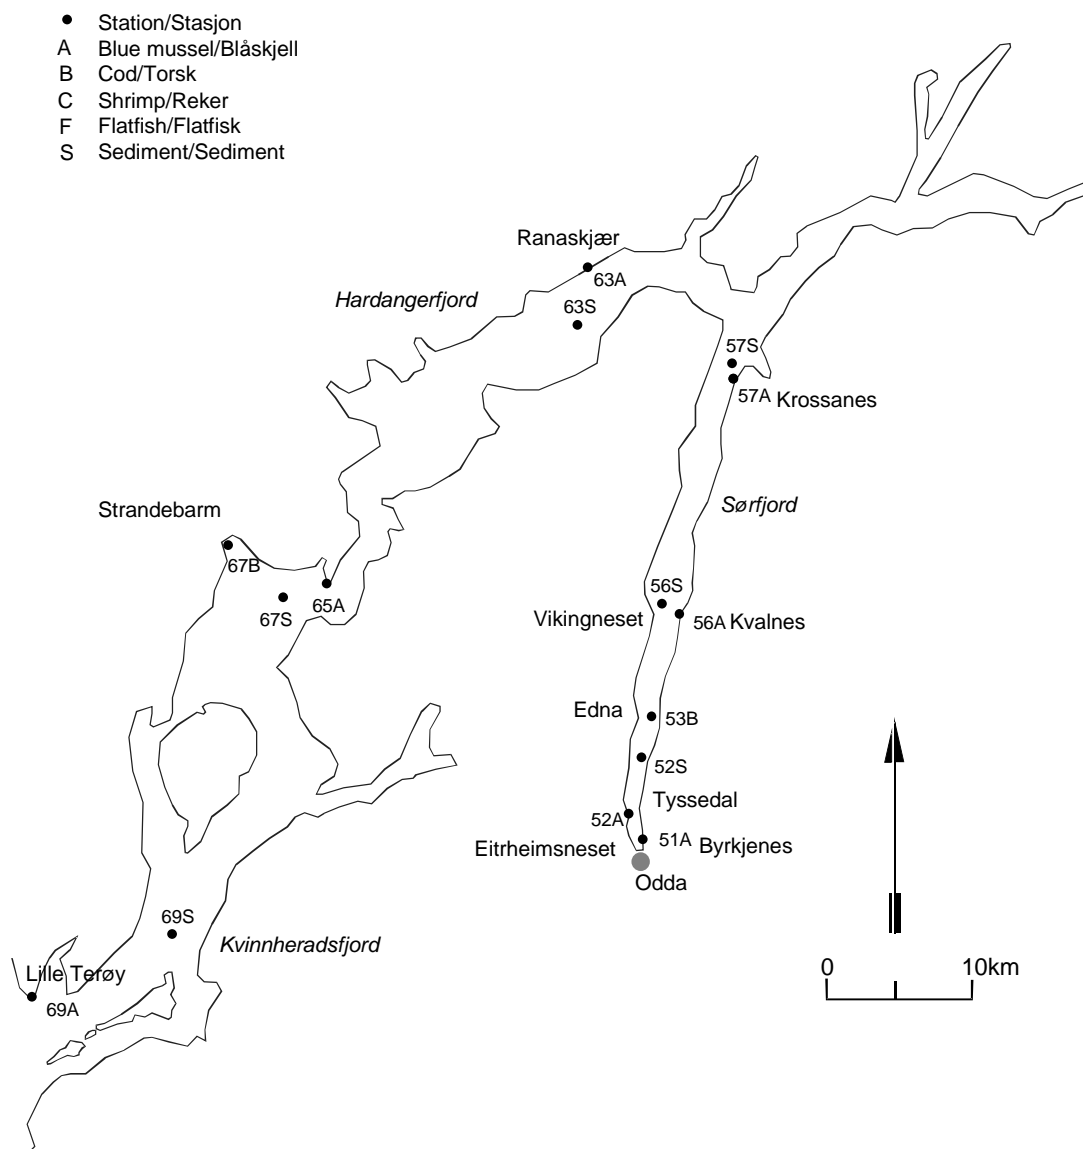 Station/Stasjon
A Blue mussel/Blåskjell
B Cod/Torsk
C Shrimp/Reker
F Flatfish/Flatfisk
S Sediment/Sediment
Ranaskjær
63A
Hardangerfjord
63S
57S
57A Krossanes
Strandebarm
Sørfjord
67B
56S
67S
65A
Vikingneset
56A Kvalnes
Edna
53B
52S
Tyssedal
52A
51A Byrkjenes
Eitrheimsneset
Odda
69S
Kvinnheradsfjord
Lille Terøy
0 10km
69A